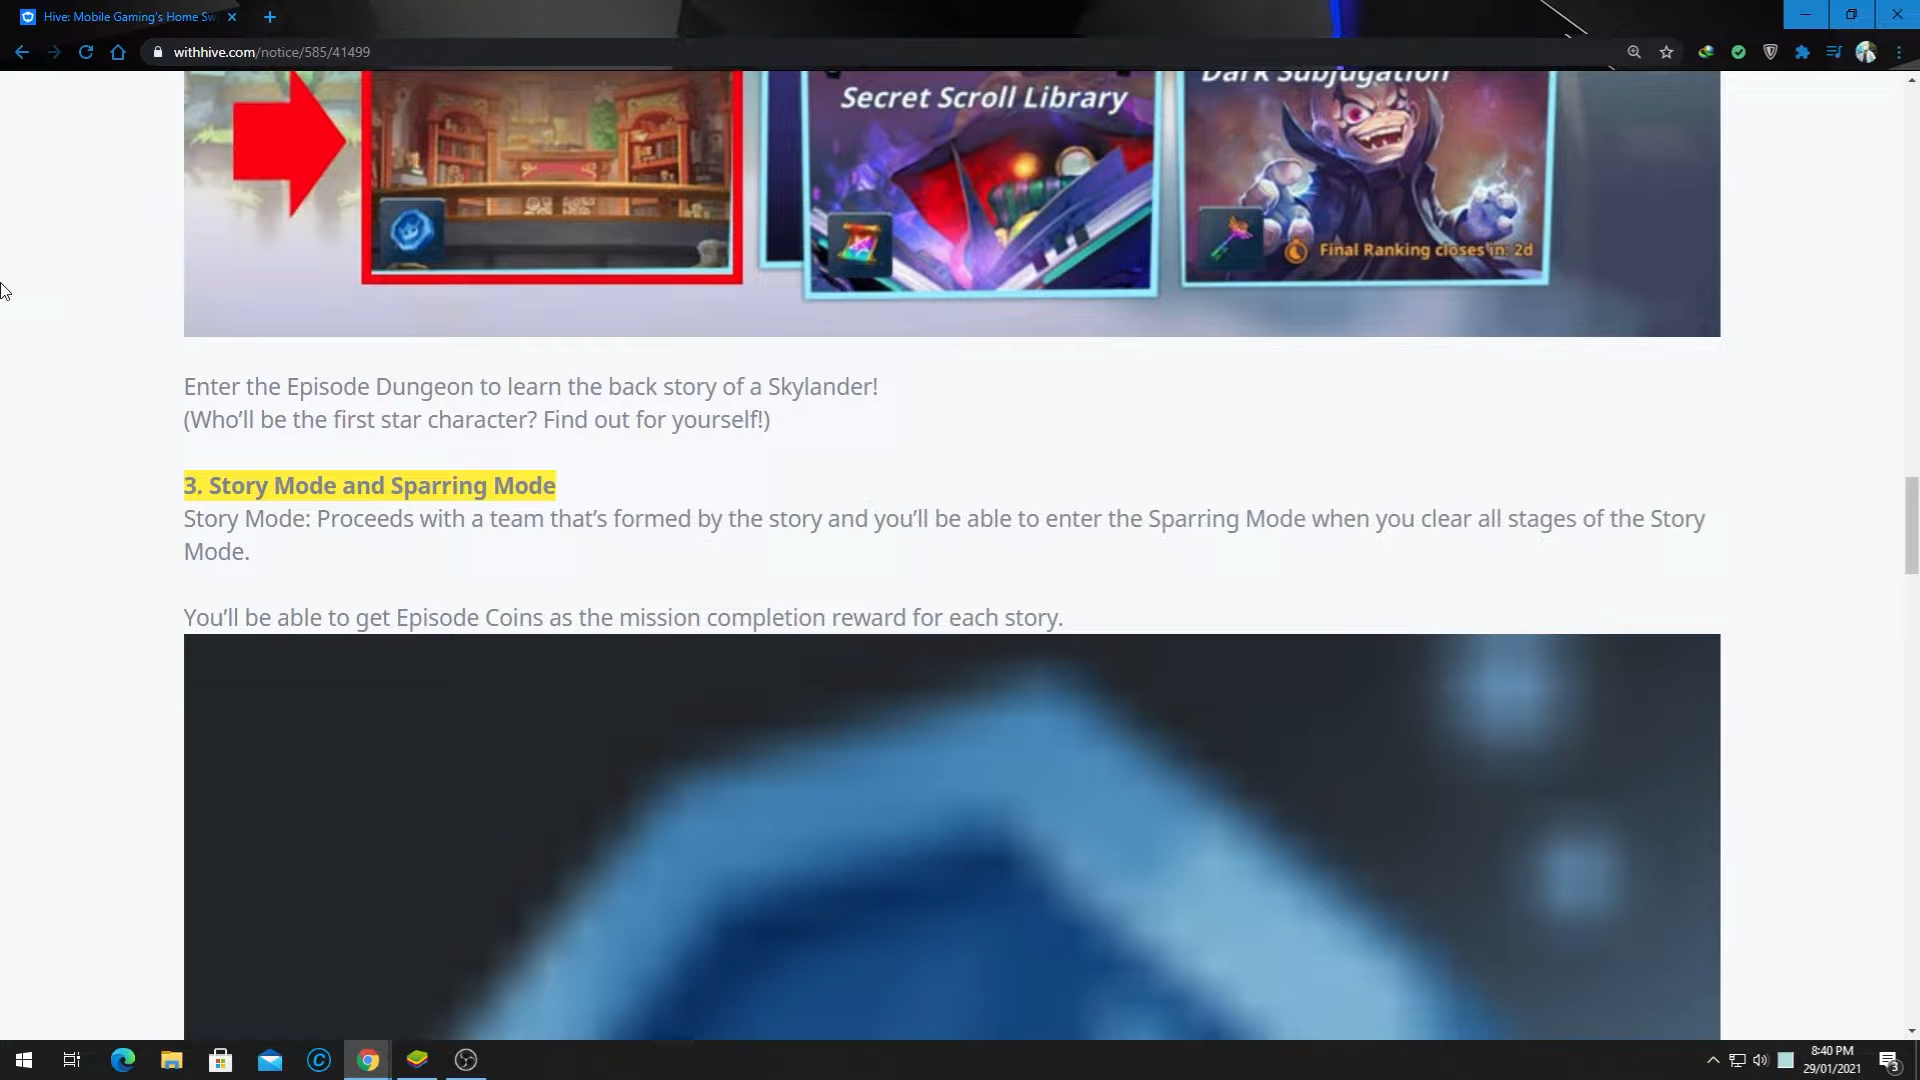 Hive: Mobile Gaming's Home Sw
withhive.com/notice/585/41499
Secret Scroll Library
Dark Subjugation
Final Ranking closes in: 2d
Enter the Episode Dungeon to learn the back story of a Skylander!
(Who'll be the first star character? Find out for yourself!)
3. Story Mode and Sparring Mode
Story Mode: Proceeds with a team that's formed by the story and you'll be able to enter the Sparring Mode when you clear all stages of the Story
Mode.
You'll be able to get Episode Coins as the mission completion reward for each story.
8:40 PM
29/01/2021
3